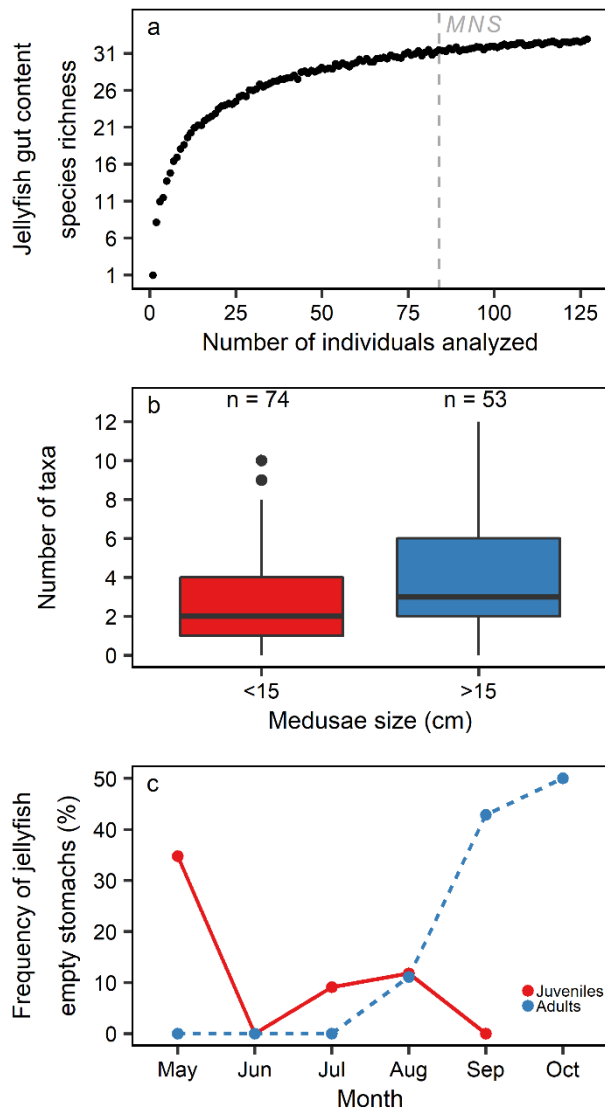 a
MNS
Jellyfish gut content
species richness
31
26
21
16
11
6
1
0 25 50 75 100 125
Number of individuals analyzed
b
n = 74 n = 53
Number of taxa
12
10
8
6
4
2
0
<15 >15
Medusae size (cm)
c
Frequency of jellyfish
empty stomachs (%)
50
40
30
20
10
0
Juveniles
Adults
May Jun Jul Aug Sep Oct
Month